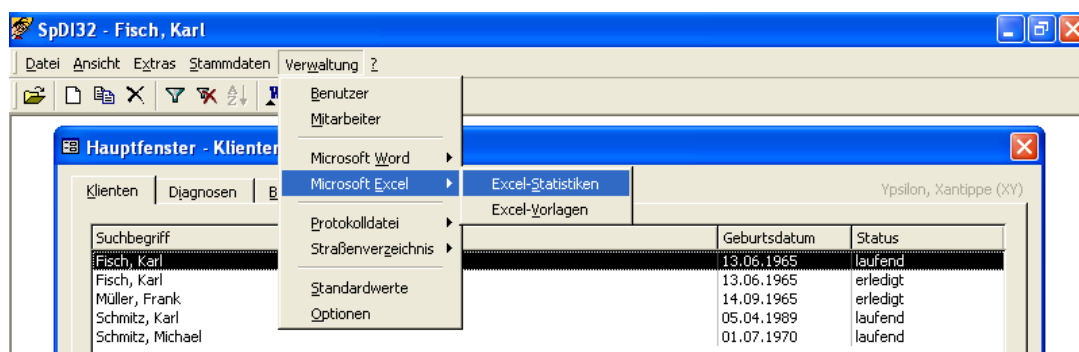 SpDI32 - Fisch, Karl
Datei Ansicht Extras Stammdaten Verwaltung ?
Benutzer
Mitarbeiter
Microsoft Word
Microsoft Excel
Protokolldatei
Straßenverzeichnis
Standardwerte
Optionen
Excel-Statistiken
Excel-Vorlagen
Hauptfenster - Klienten
Klienten Diagnosen B
Ypsilon, Xantippe (XY)
Suchbegriff Geburtsdatum Status
Fisch, Karl 13.06.1965 laufend
Fisch, Karl 13.06.1965 erledigt
Müller, Frank 14.09.1965 erledigt
Schmitz, Karl 05.04.1989 laufend
Schmitz, Michael 01.07.1970 laufend